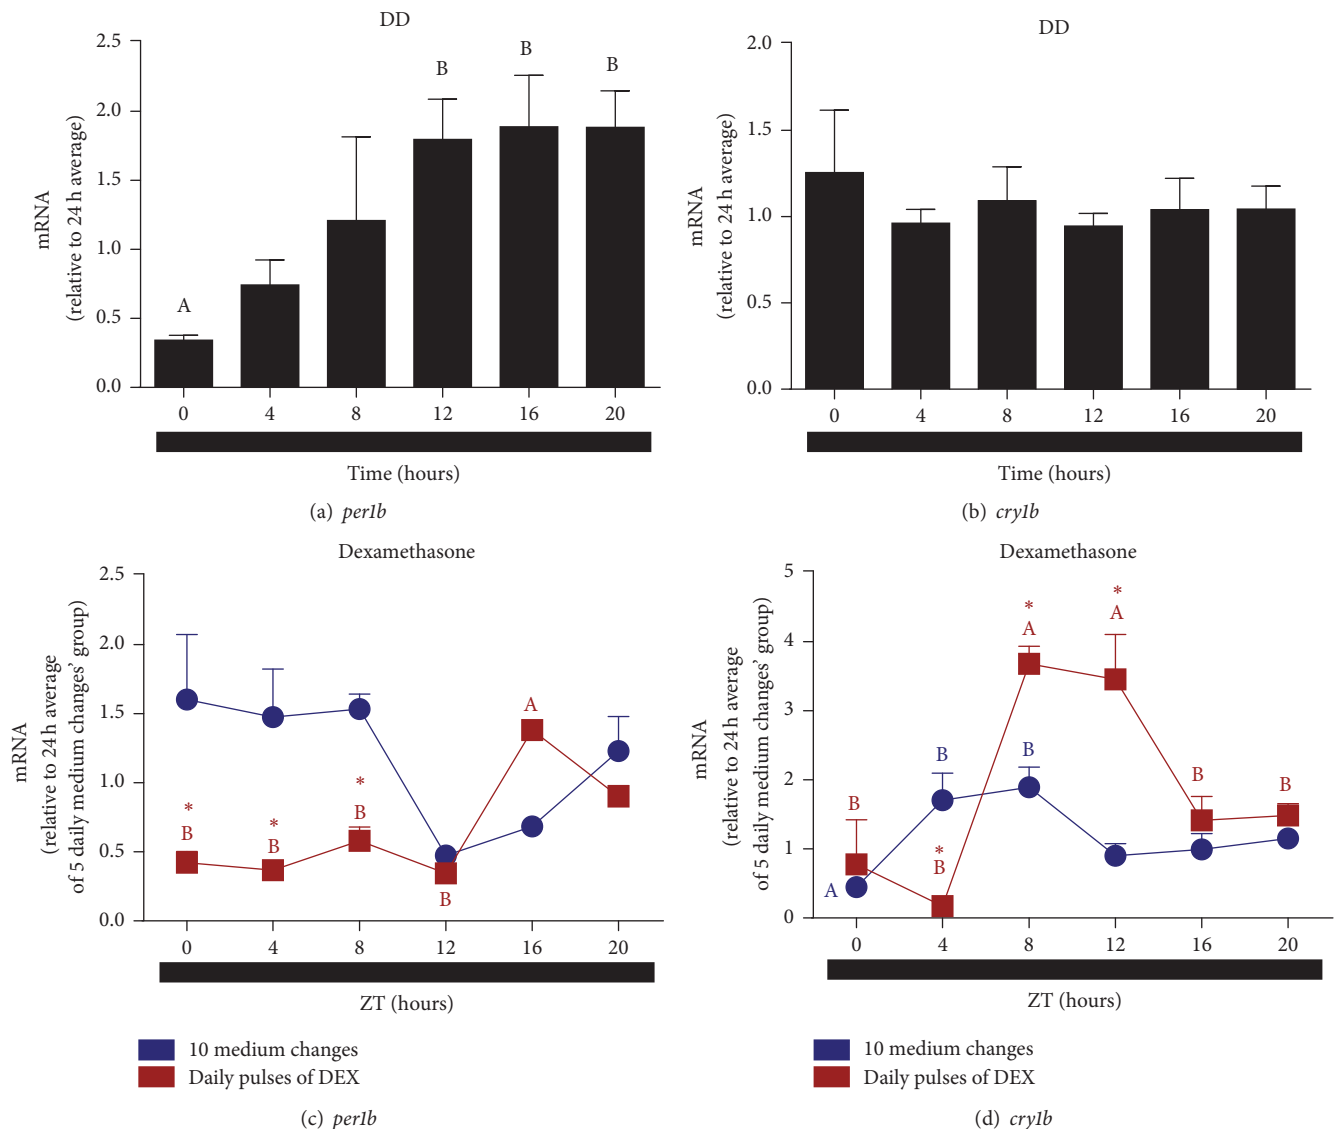 DD
mRNA
(relative to 24 h average)
2.5
2.0
1.5
1.0
0.5
0.0
A
B
B
B
0 4 8 12 16 20
Time (hours)
(a) per1b
DD
mRNA
(relative to 24 h average)
2.0
1.5
1.0
0.5
0.0
0 4 8 12 16 20
Time (hours)
(b) cry1b
Dexamethasone
mRNA
(relative to 24 h average
of 5 daily medium changes' group)
2.5
2.0
1.5
1.0
0.5
0.0
*
B
*
B
*
B
B
A
0 4 8 12 16 20
ZT (hours)
10 medium changes
Daily pulses of DEX
(c) per1b
Dexamethasone
mRNA
(relative to 24 h average
of 5 daily medium changes' group)
5
4
3
2
1
0
B
A
B
*
B
*
A
B
*
A
B
B
0 4 8 12 16 20
ZT (hours)
10 medium changes
Daily pulses of DEX
(d) cry1b